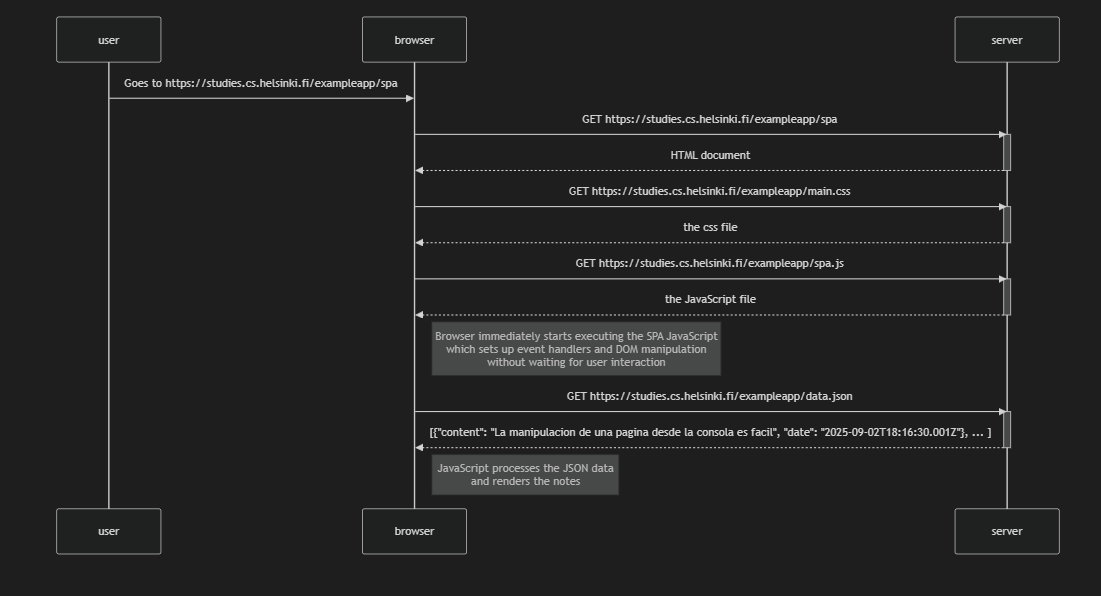 user
browser
server
Goes to https://studies.cs.helsinki.fi/exampleapp/spa
GET https://studies.cs.helsinki.fi/exampleapp/spa
HTML document
GET https://studies.cs.helsinki.fi/exampleapp/main.css
the css file
GET https://studies.cs.helsinki.fi/exampleapp/spa.js
the JavaScript file
Browser immediately starts executing the SPA JavaScript
which sets up event handlers and DOM manipulation
without waiting for user interaction
GET https://studies.cs.helsinki.fi/exampleapp/data.json
[{"content": "La manipulacion de una pagina desde la consola es facil", "date": "2025-09-02T18:16:30.001Z"}, ... ]
JavaScript processes the JSON data
and renders the notes
user
browser
server